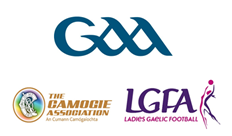 GAA
THE
CAMOGIE
ASSOCIATION
An Cumann Camógaíochta
LGFA
LADIES GAELIC FOOTBALL